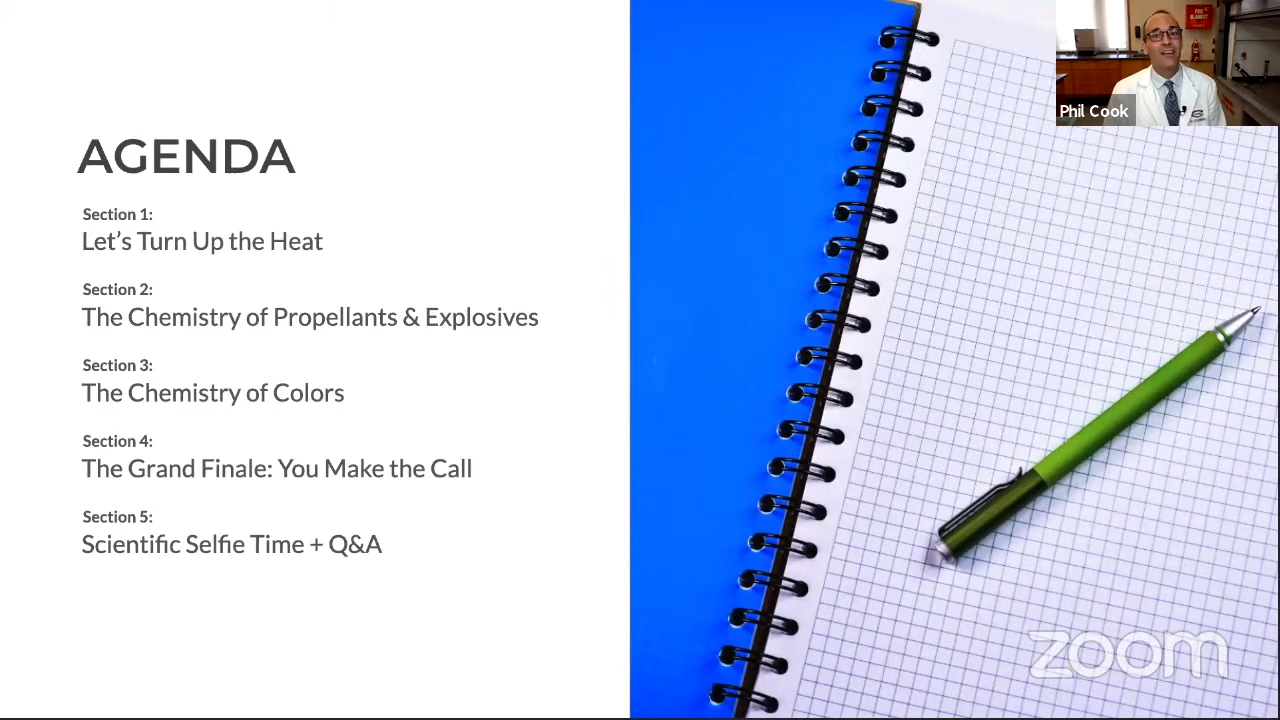 AGENDA
Section 1:
Let's Turn Up the Heat
Section 2:
The Chemistry of Propellants & Explosives
Section 3:
The Chemistry of Colors
Section 4:
The Grand Finale: You Make the Call
Section 5:
Scientific Selfie Time + Q&A
FIRE
BLANKET
Phil Cook
zoom